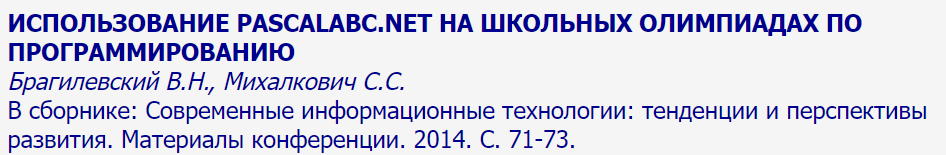 ИСПОЛЬЗОВАНИЕ PASCALABC.NET НА ШКОЛЬНЫХ ОЛИМПИАДАХ ПО
ПРОГРАММИРОВАНИЮ
Брагилевский В.Н., Михалкович С.С.
В сборнике: Современные информационные технологии: тенденции и перспективы
развития. Материалы конференции. 2014. С. 71-73.